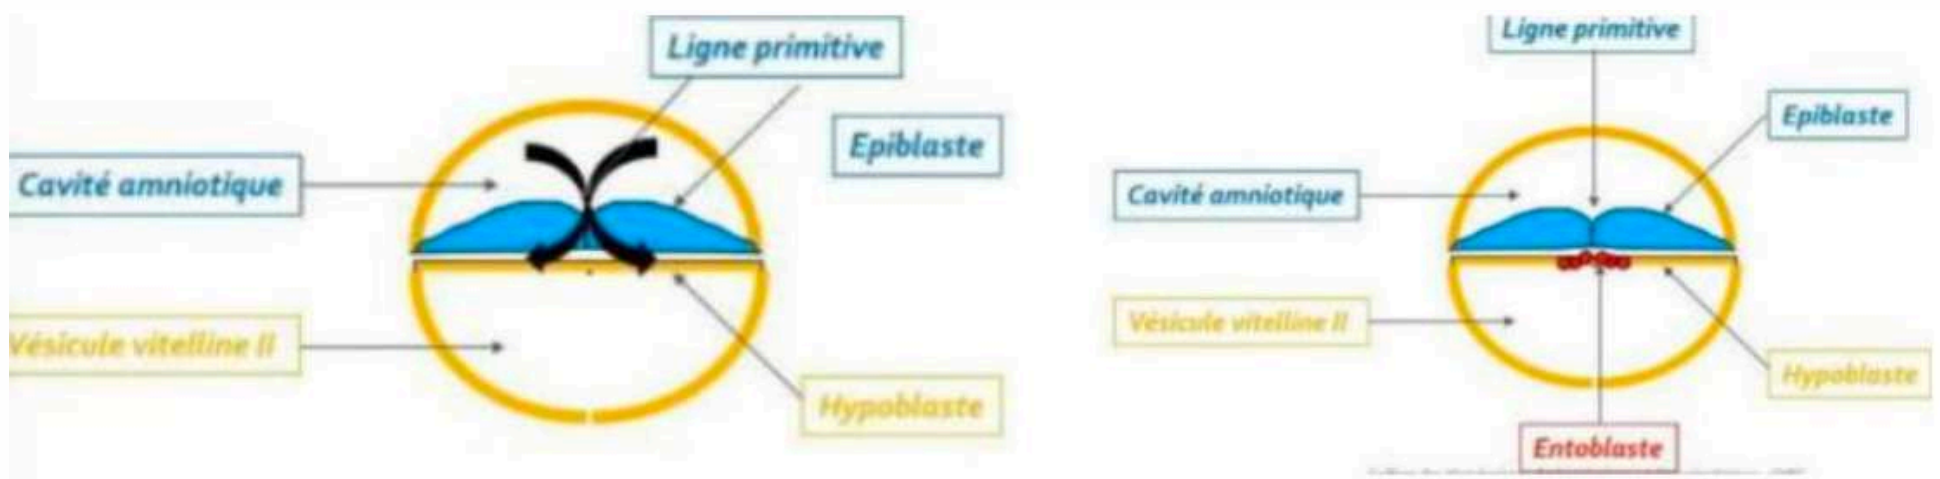 Ligne primitive
Epiblaste
Cavité amniotique
Vésicule vitelline II
Hypoblaste
Ligne primitive
Epiblaste
Cavité amniotique
Vésicule vitelline II
Hypoblaste
Entoblaste